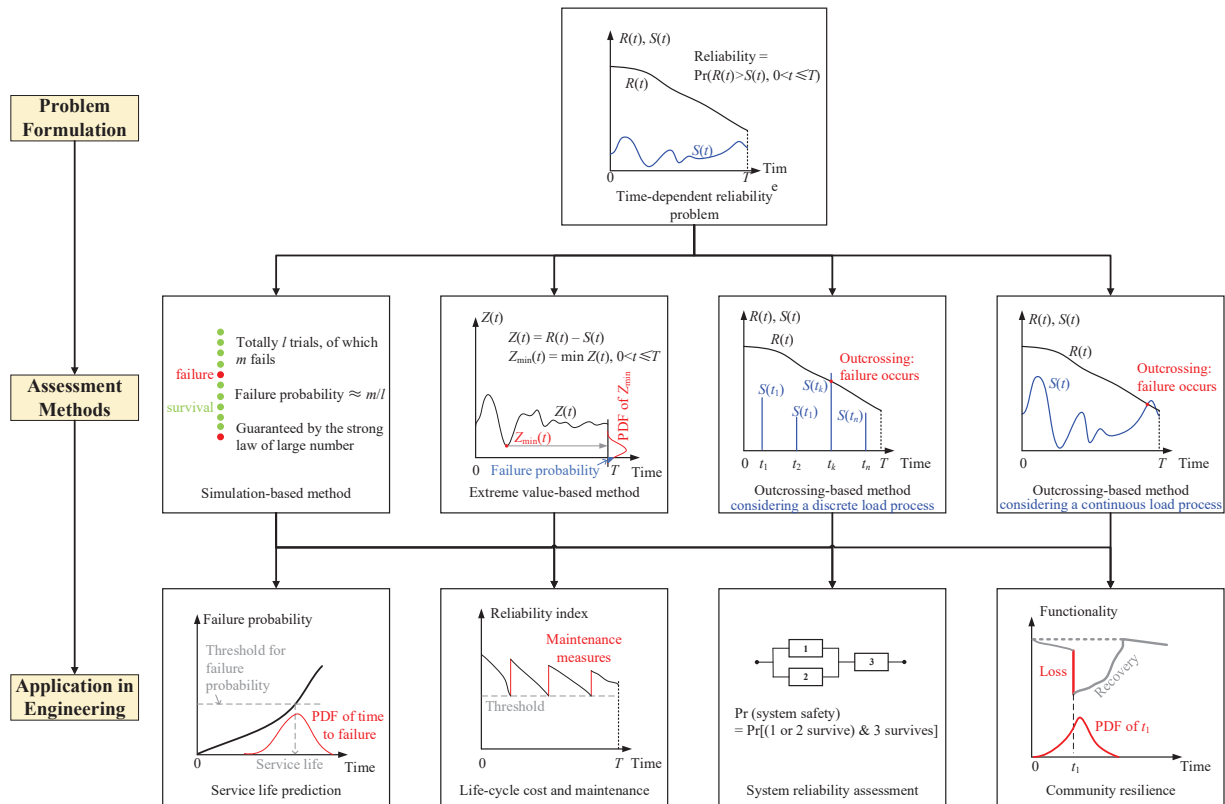 Problem
Formulation
R(t), S(t)
Reliability =
Pr(R(t)>S(t), 0<t≤T)
R(t)
S(t)
0
T
Tim
e
Time-dependent reliability
problem
Assessment
Methods
failure
survival
Totally l trials, of which
m fails
Failure probability ≈ m/l
Guaranteed by the strong
law of large number
Simulation-based method
Z(t)
Z(t) = R(t) – S(t)
Zmin(t) = min Z(t), 0<t≤T
Z(t)
Zmin(t)
PDF of Zmin
0
Failure probability
T
Time
Extreme value-based method
R(t), S(t)
R(t)
Outcrossing:
failure occurs
S(t1)
S(t1)
S(tk)
S(tn)
0
t1
t2
tk
tn
T
Time
Outcrossing-based method
considering a discrete load process
R(t), S(t)
R(t)
S(t)
Outcrossing:
failure occurs
0
T
Time
Outcrossing-based method
considering a continuous load process
Application in
Engineering
Failure probability
Threshold for
failure
probability
PDF of time
to failure
0
Service life
Time
Service life prediction
Reliability index
Maintenance
measures
Threshold
0
T
Time
Life-cycle cost and maintenance
1
2
3
Pr (system safety)
= Pr[(1 or 2 survive) & 3 survives]
System reliability assessment
Functionality
Loss
Recovery
PDF of t1
0
t1
Time
Community resilience